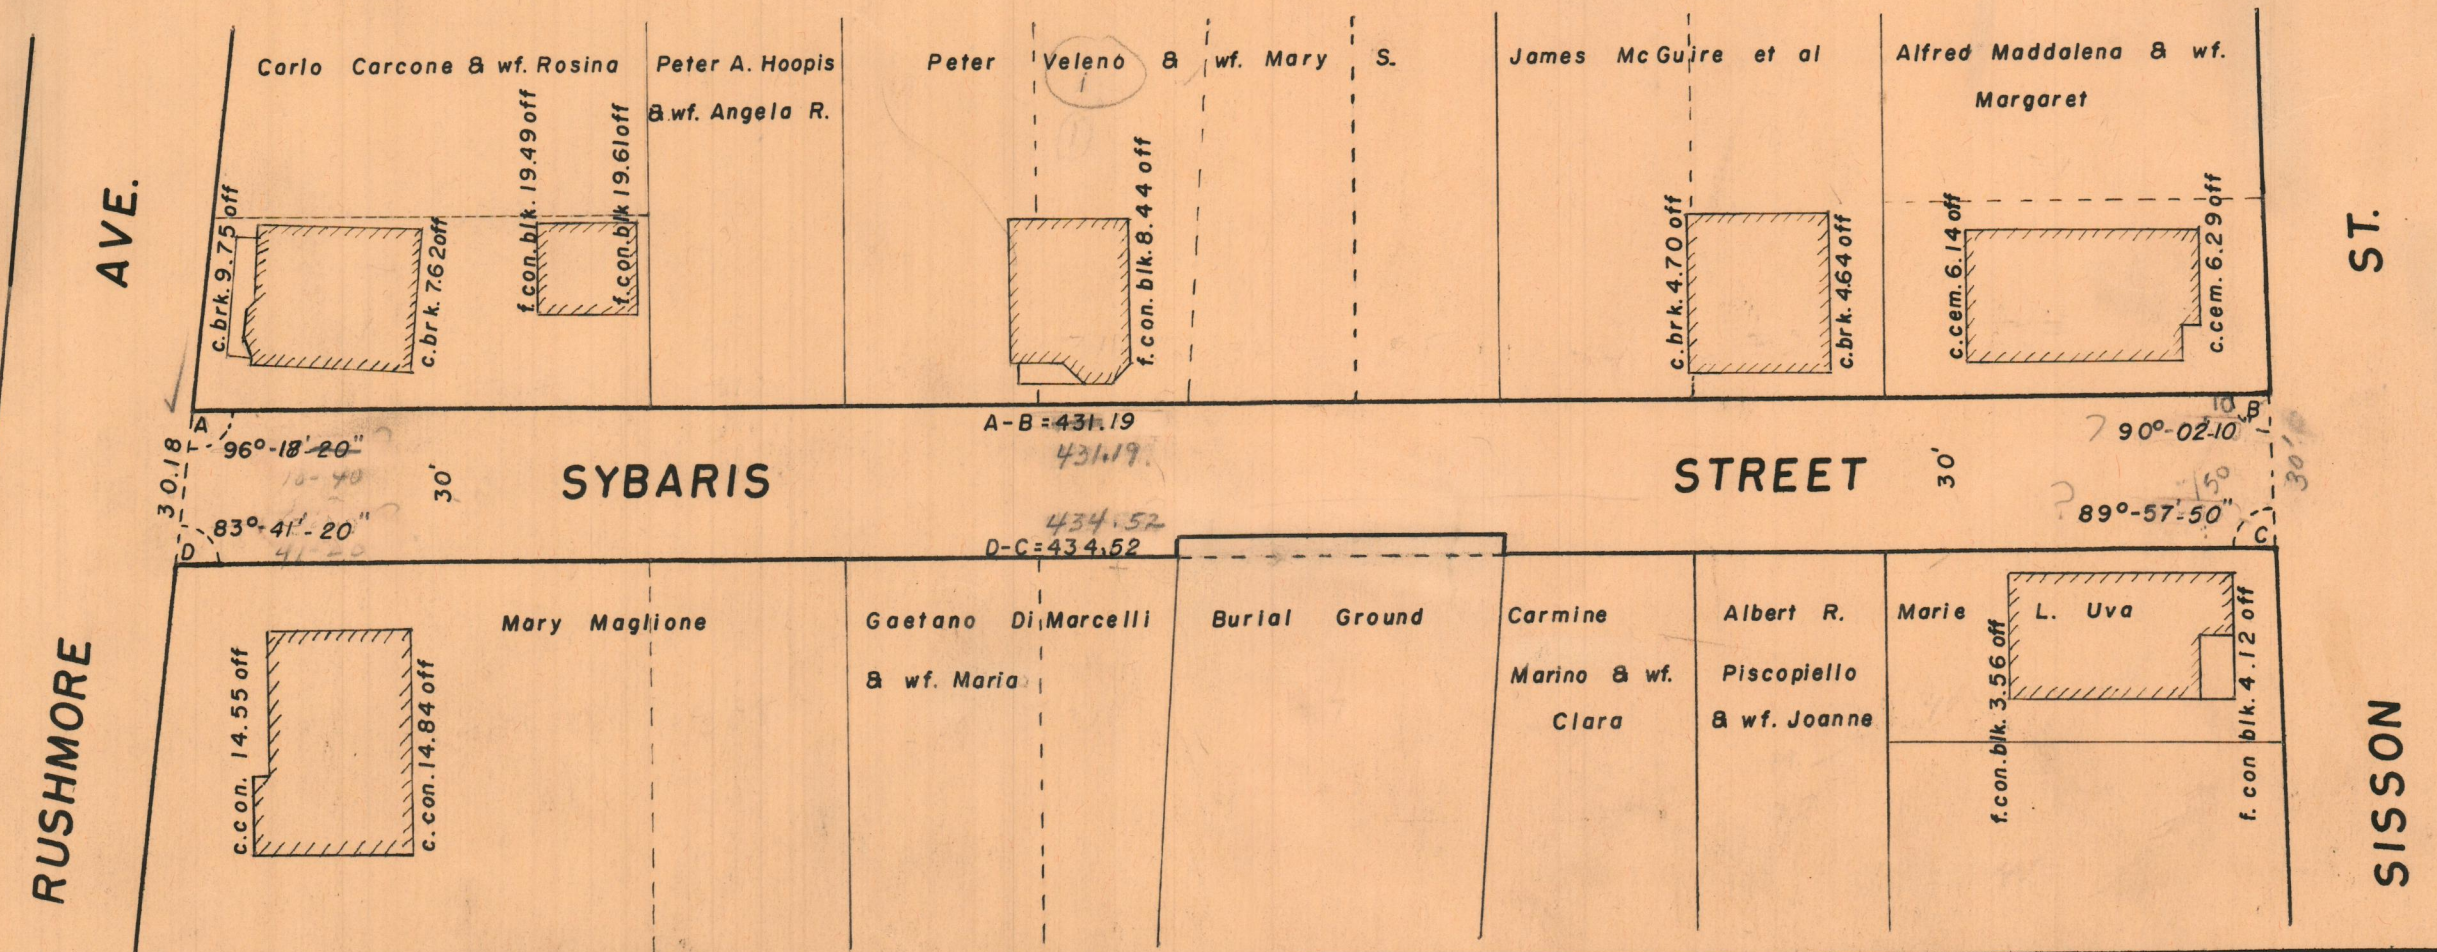 Carlo Carcone & wf. Rosina
Peter A. Hoopis
& wf. Angela R.
Peter Veleno & wf. Mary S.
James McGuire et al
Alfred Maddalena & wf.
Margaret
AVE.
c.brk. 9.75 off
c.brk. 7.62 off
f.con.blk. 19.49 off
f.con.blk 19.61 off
f.con.blk. 8.44 off
c.brk. 4.70 off
c.brk. 4.64 off
c.cem. 6.14 off
c.cem. 6.29 off
ST.
A
96°-18'-20"
A-B = 431.19
431.19
10
B
90°-02'-10"
30.18
30'
SYBARIS STREET
30'
30'
150
83°-41'-20"
D
434.52
D-C = 434.52
89°-57'-50"
C
RUSHMORE
c.con. 14.55 off
c.con. 14.84 off
Mary Maglione
Gaetano DiMarcelli
& wf. Maria
Burial Ground
Carmine
Marino & wf.
Clara
Albert R.
Piscopiello
& wf. Joanne
Marie L. Uva
f.con.blk. 3.56 off
f.con blk. 4.12 off
SISSON